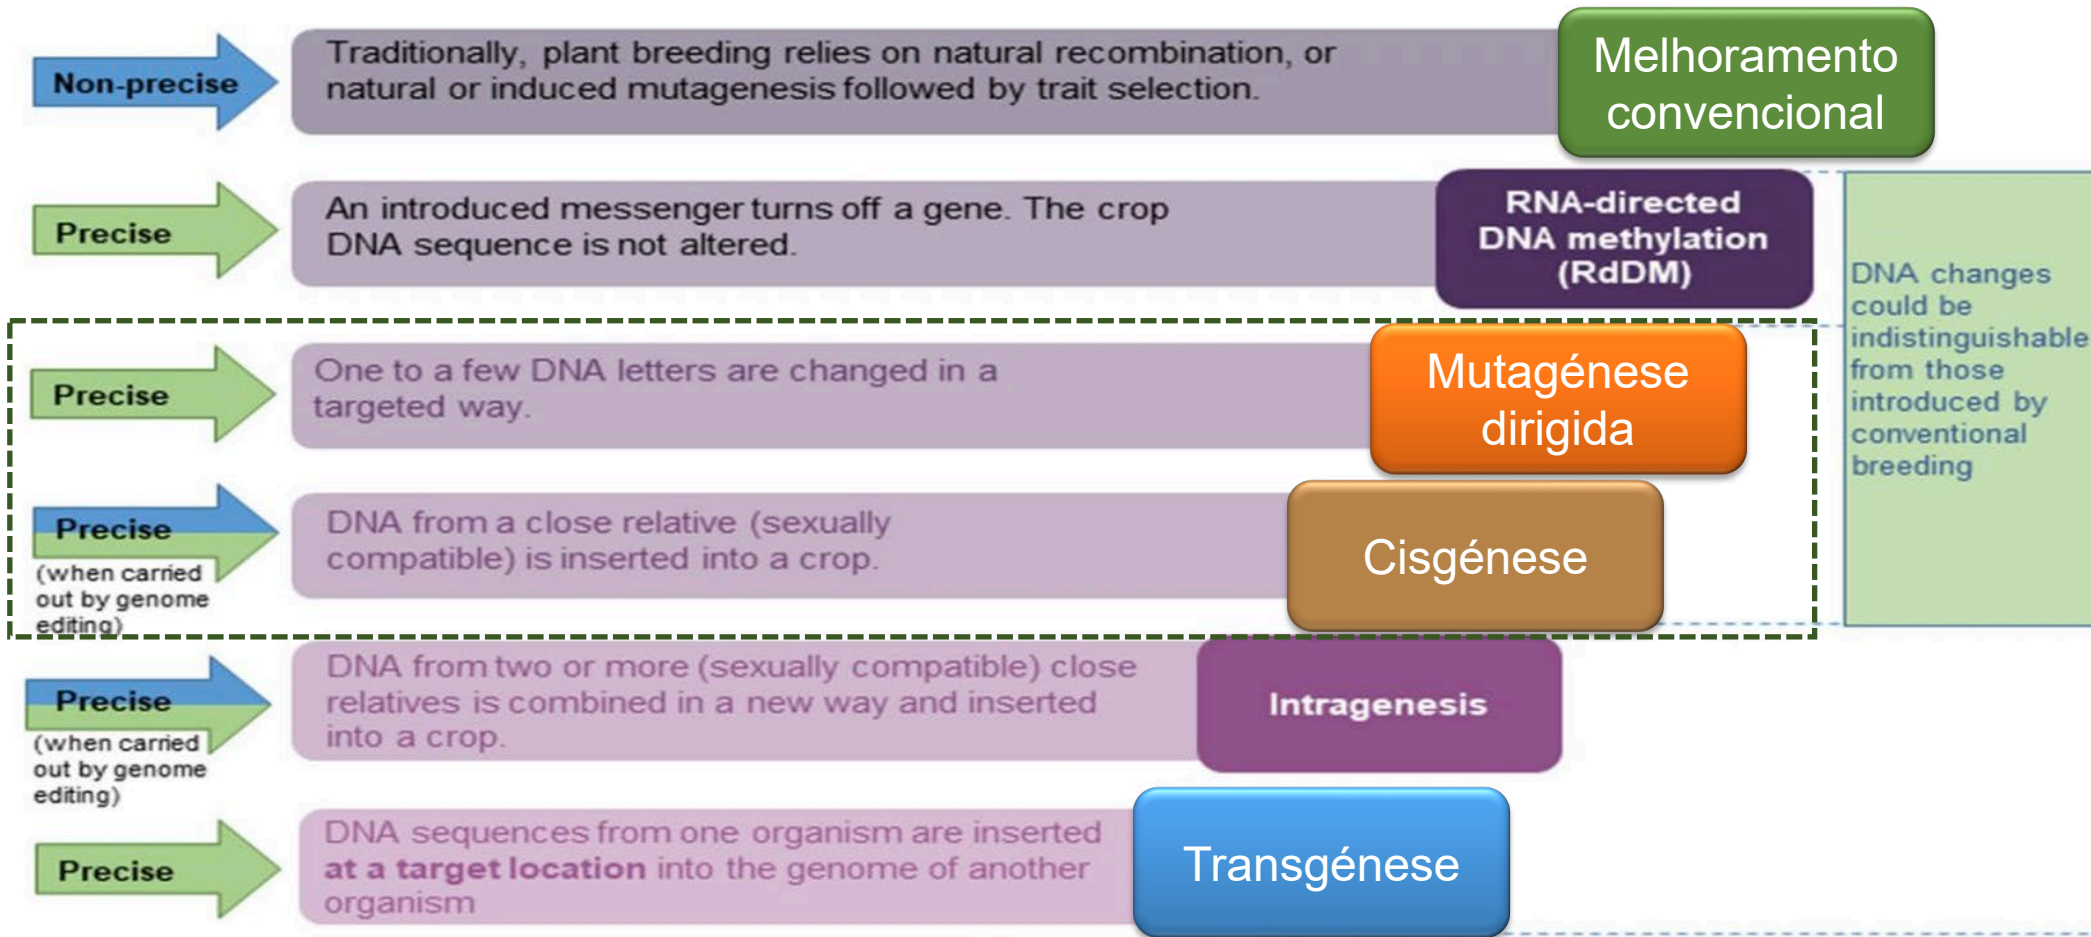 Non-precise
Traditionally, plant breeding relies on natural recombination, or
natural or induced mutagenesis followed by trait selection.
Melhoramento
convencional
Precise
An introduced messenger turns off a gene. The crop
DNA sequence is not altered.
RNA-directed
DNA methylation
(RdDM)
DNA changes
could be
indistinguishable
from those
introduced by
conventional
breeding
Precise
One to a few DNA letters are changed in a
targeted way.
Mutagénese
dirigida
Precise
(when carried
out by genome
editing)
DNA from a close relative (sexually
compatible) is inserted into a crop.
Cisgénese
Precise
(when carried
out by genome
editing)
DNA from two or more (sexually compatible) close
relatives is combined in a new way and inserted
into a crop.
Intragenesis
Precise
DNA sequences from one organism are inserted
at a target location into the genome of another
organism
Transgénese